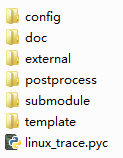 config
doc
external
postprocess
submodule
template
linux_trace.pyc